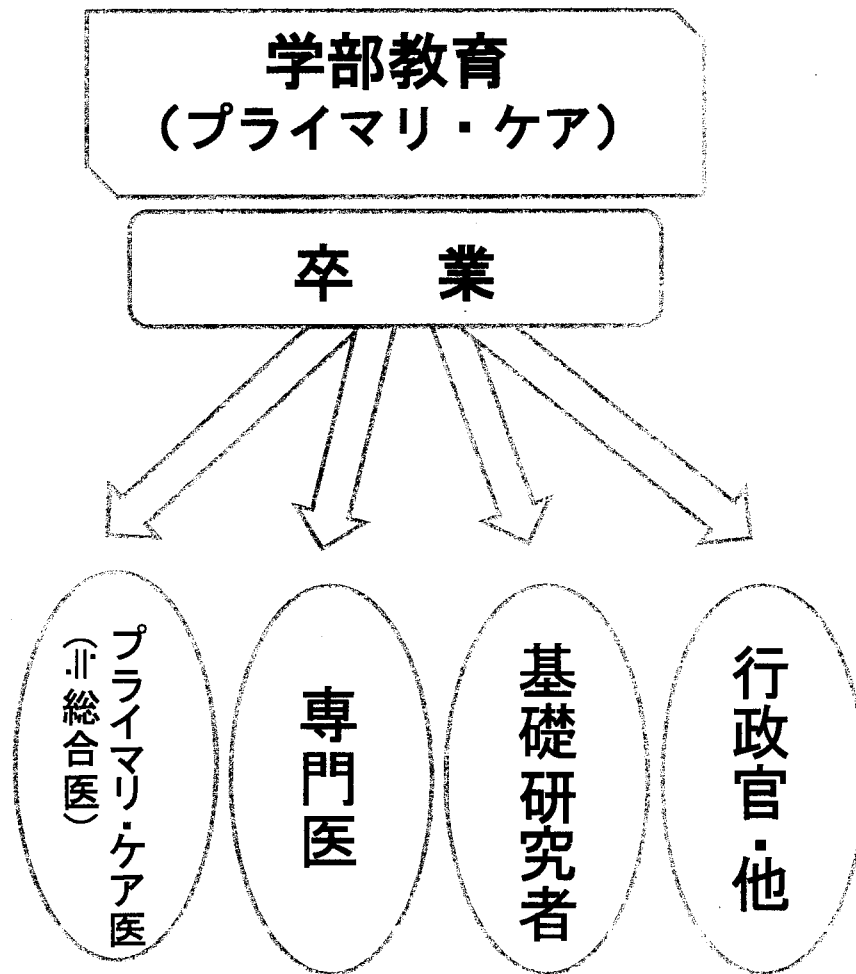 学部教育
（プライマリ・ケア）
卒　業
プライマリ・ケア医
（≒総合医）
専門医
基礎研究者
行政官・他